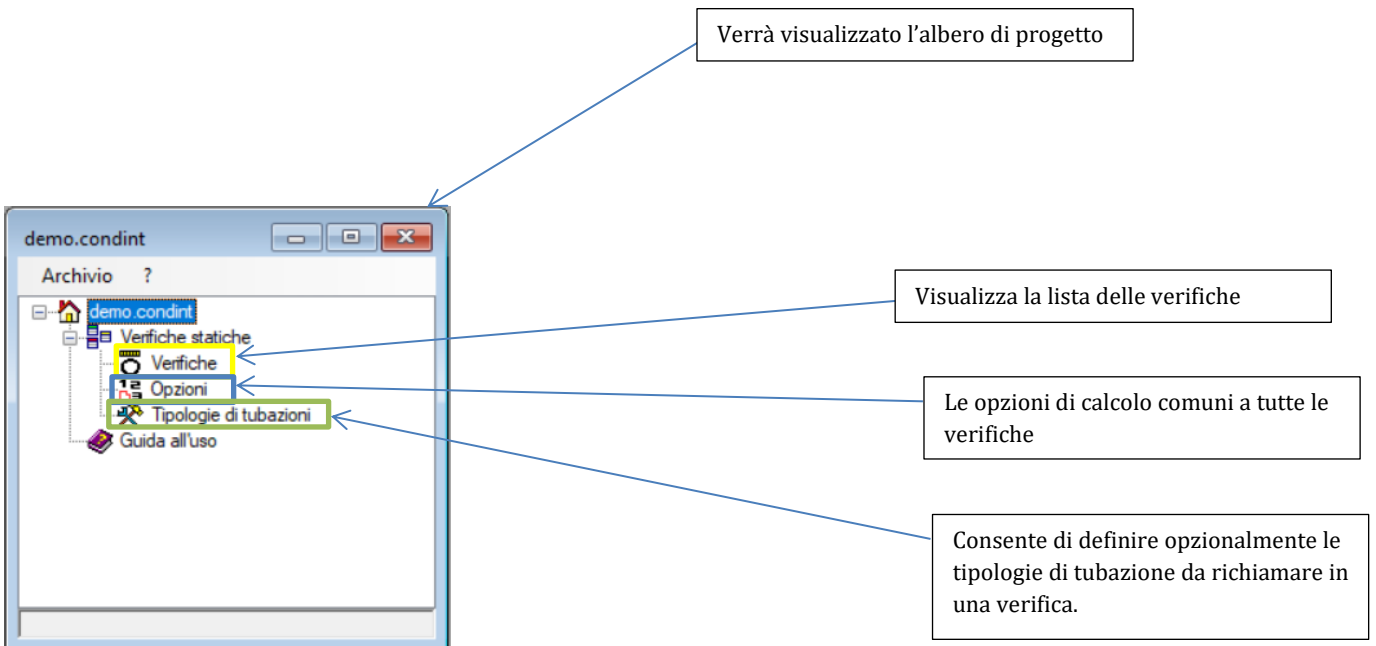 Verrà visualizzato l’albero di progetto
demo.condint
Archivio ?
demo.condint
Verifiche statiche
Verifiche
Opzioni
Tipologie di tubazioni
Guida all'uso
Visualizza la lista delle verifiche
Le opzioni di calcolo comuni a tutte le
verifiche
Consente di definire opzionalmente le
tipologie di tubazione da richiamare in
una verifica.